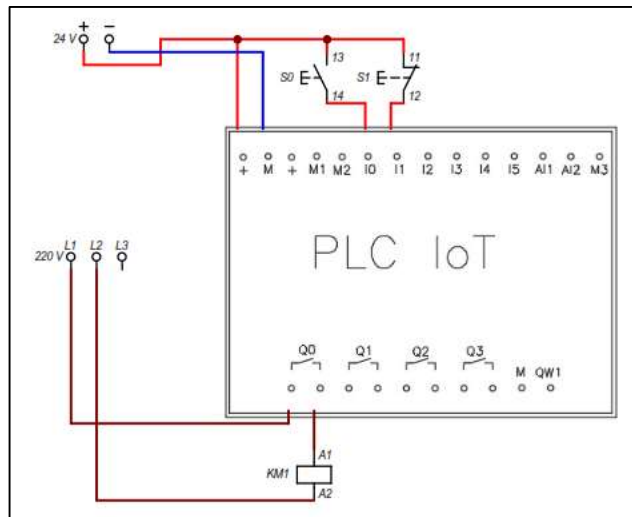 + −
24 V
13 11
S0 S1
14 12
+ M + M1 M2 I0 I1 I2 I3 I4 I5 AI1 AI2 M3
L1 L2 L3
220 V
PLC IoT
Q0 Q1 Q2 Q3
M QW1
A1
KM1
A2